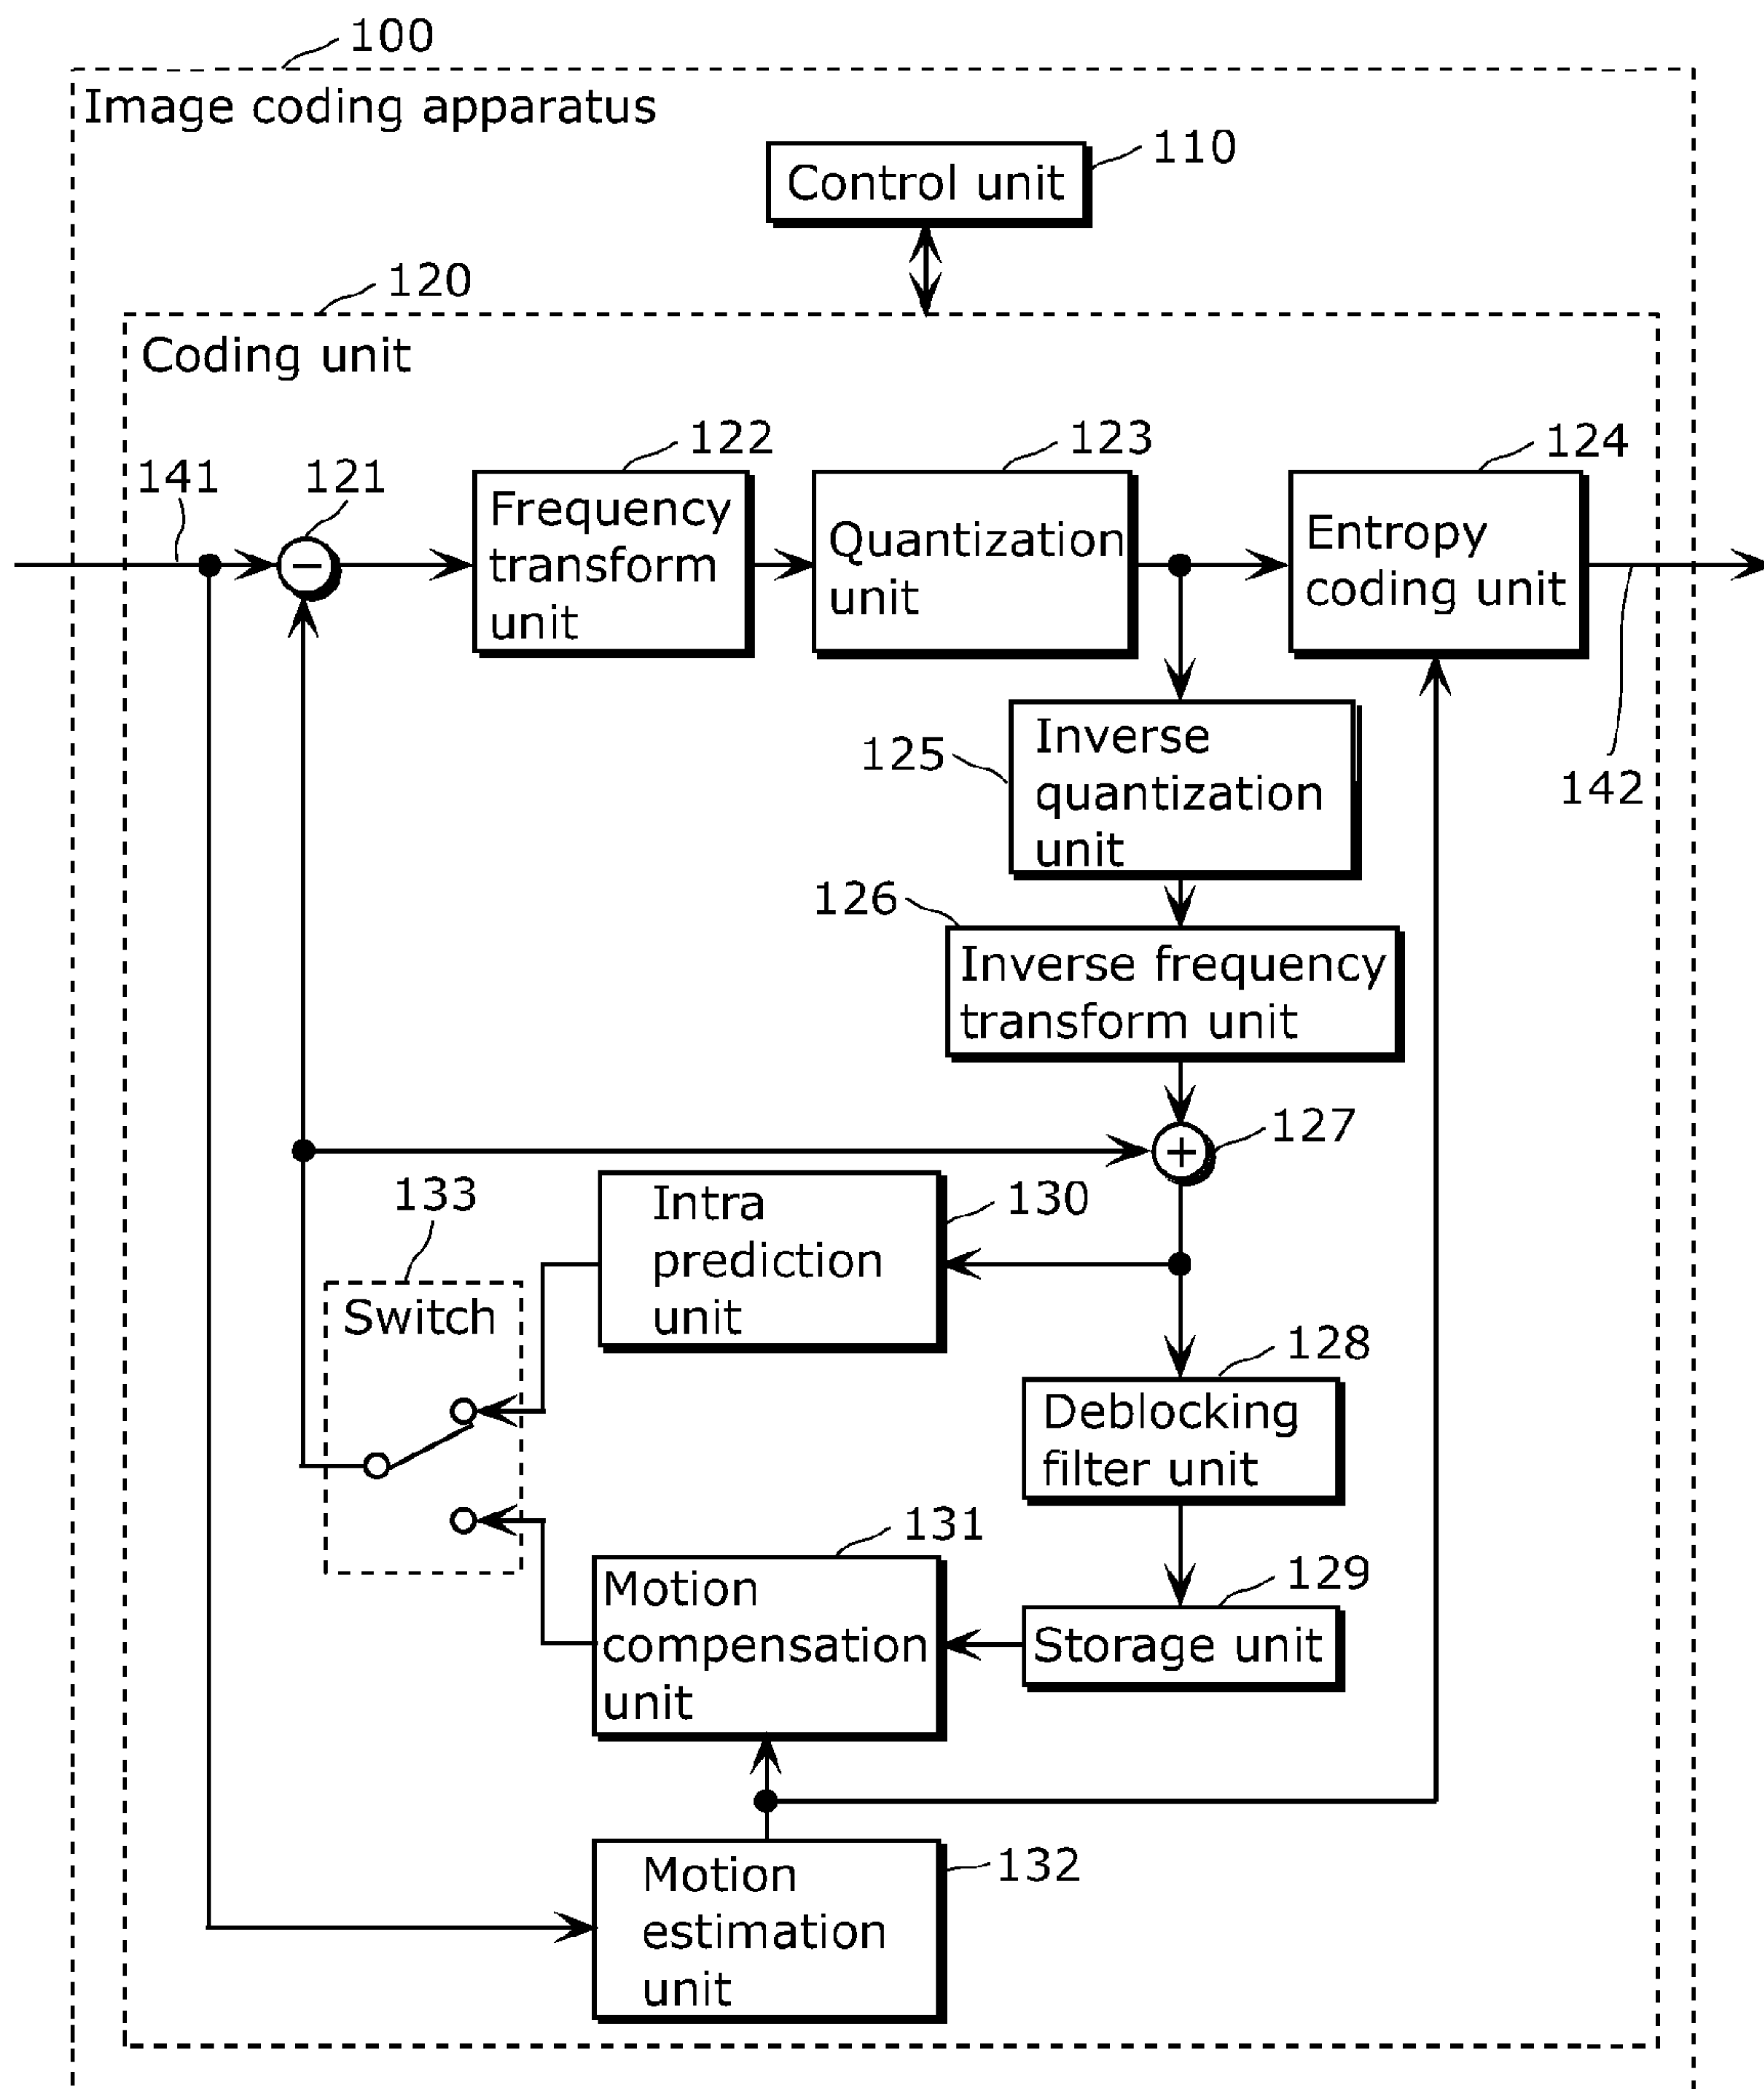 100
Image coding apparatus
110
Control unit
120
Coding unit
141
121
122
Frequency
transform
unit
123
Quantization
unit
124
Entropy
coding unit
142
125
Inverse
quantization
unit
126
Inverse frequency
transform unit
127
133
Switch
130
Intra
prediction
unit
128
Deblocking
filter unit
131
Motion
compensation
unit
129
Storage unit
132
Motion
estimation
unit